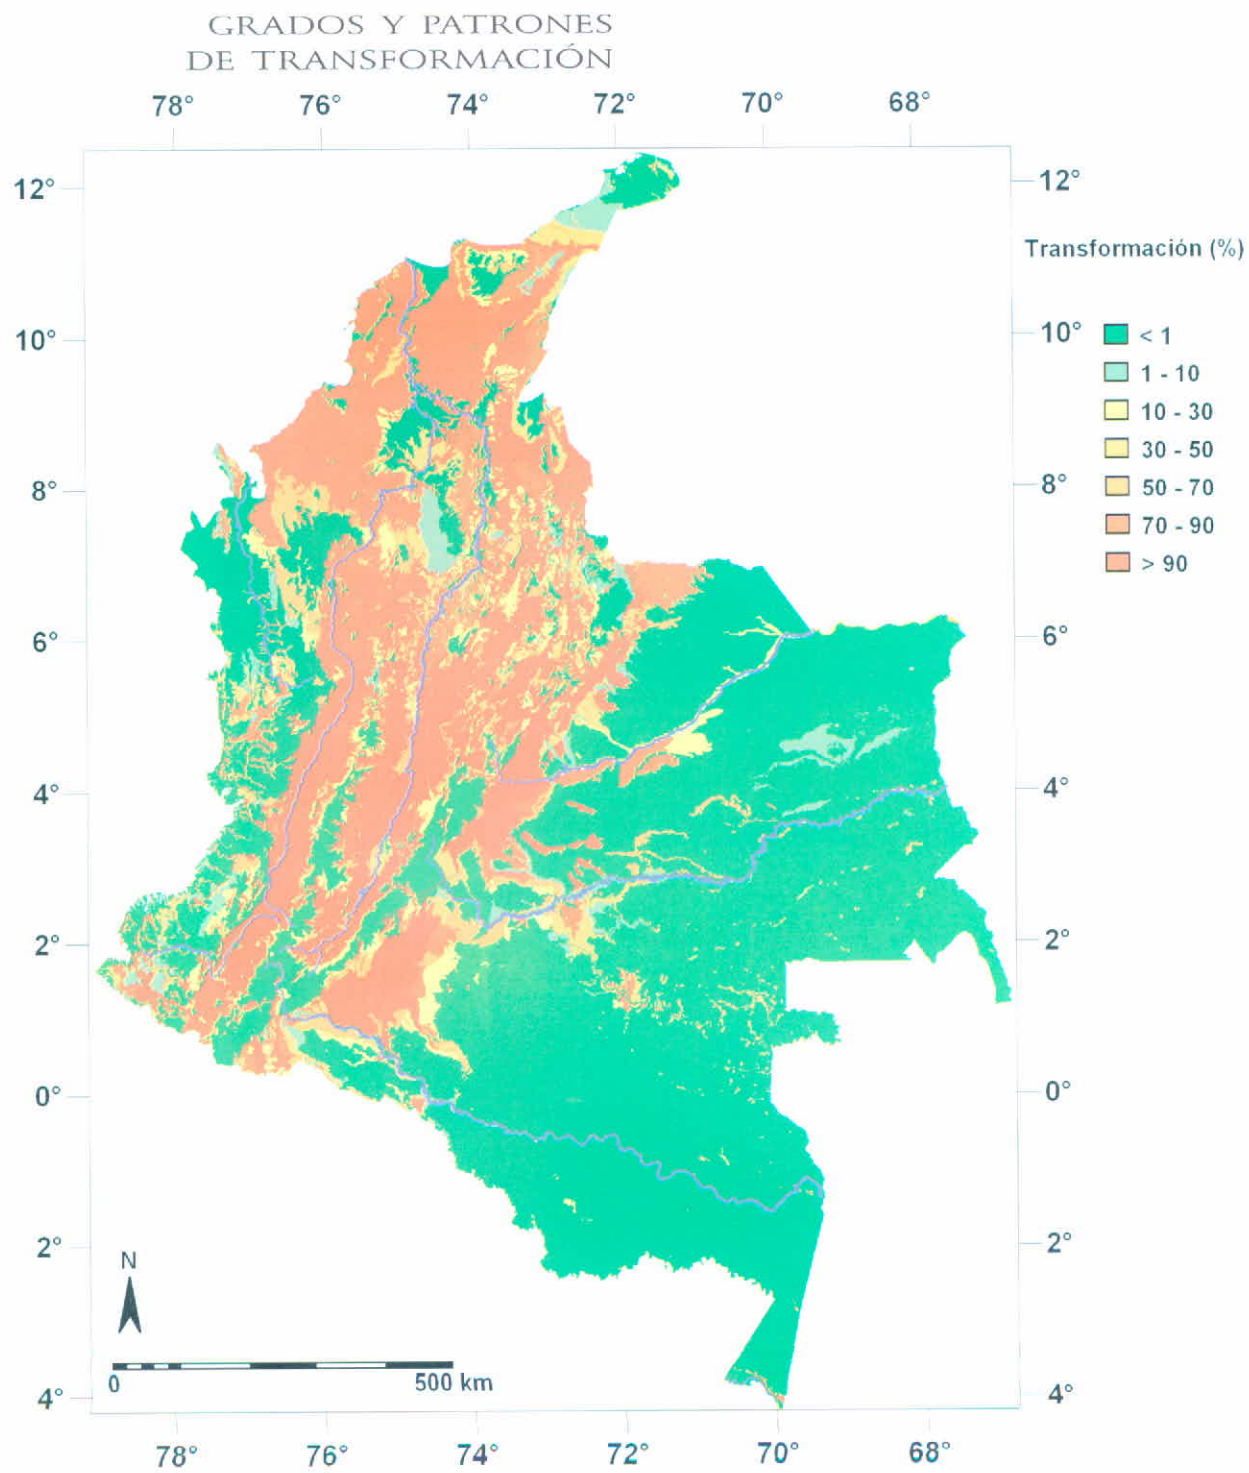 GRADOS Y PATRONES
DE TRANSFORMACIÓN
78° 76° 74° 72° 70° 68°
12° 12°
Transformación (%)
10° 10°
< 1
1 - 10
10 - 30
30 - 50
8° 8°
50 - 70
70 - 90
> 90
6° 6°
4° 4°
2° 2°
0° 0°
2° 2°
N
0 500 km
4° 4°
78° 76° 74° 72° 70° 68°